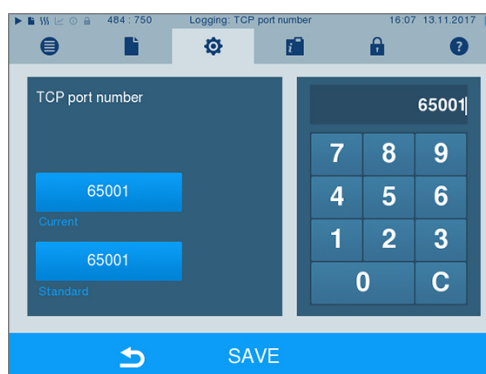 484 : 750 Logging: TCP port number 16:07 13.11.2017
i ?
TCP port number
65001
Current
65001
Standard
65001
7 8 9
4 5 6
1 2 3
0 C
SAVE